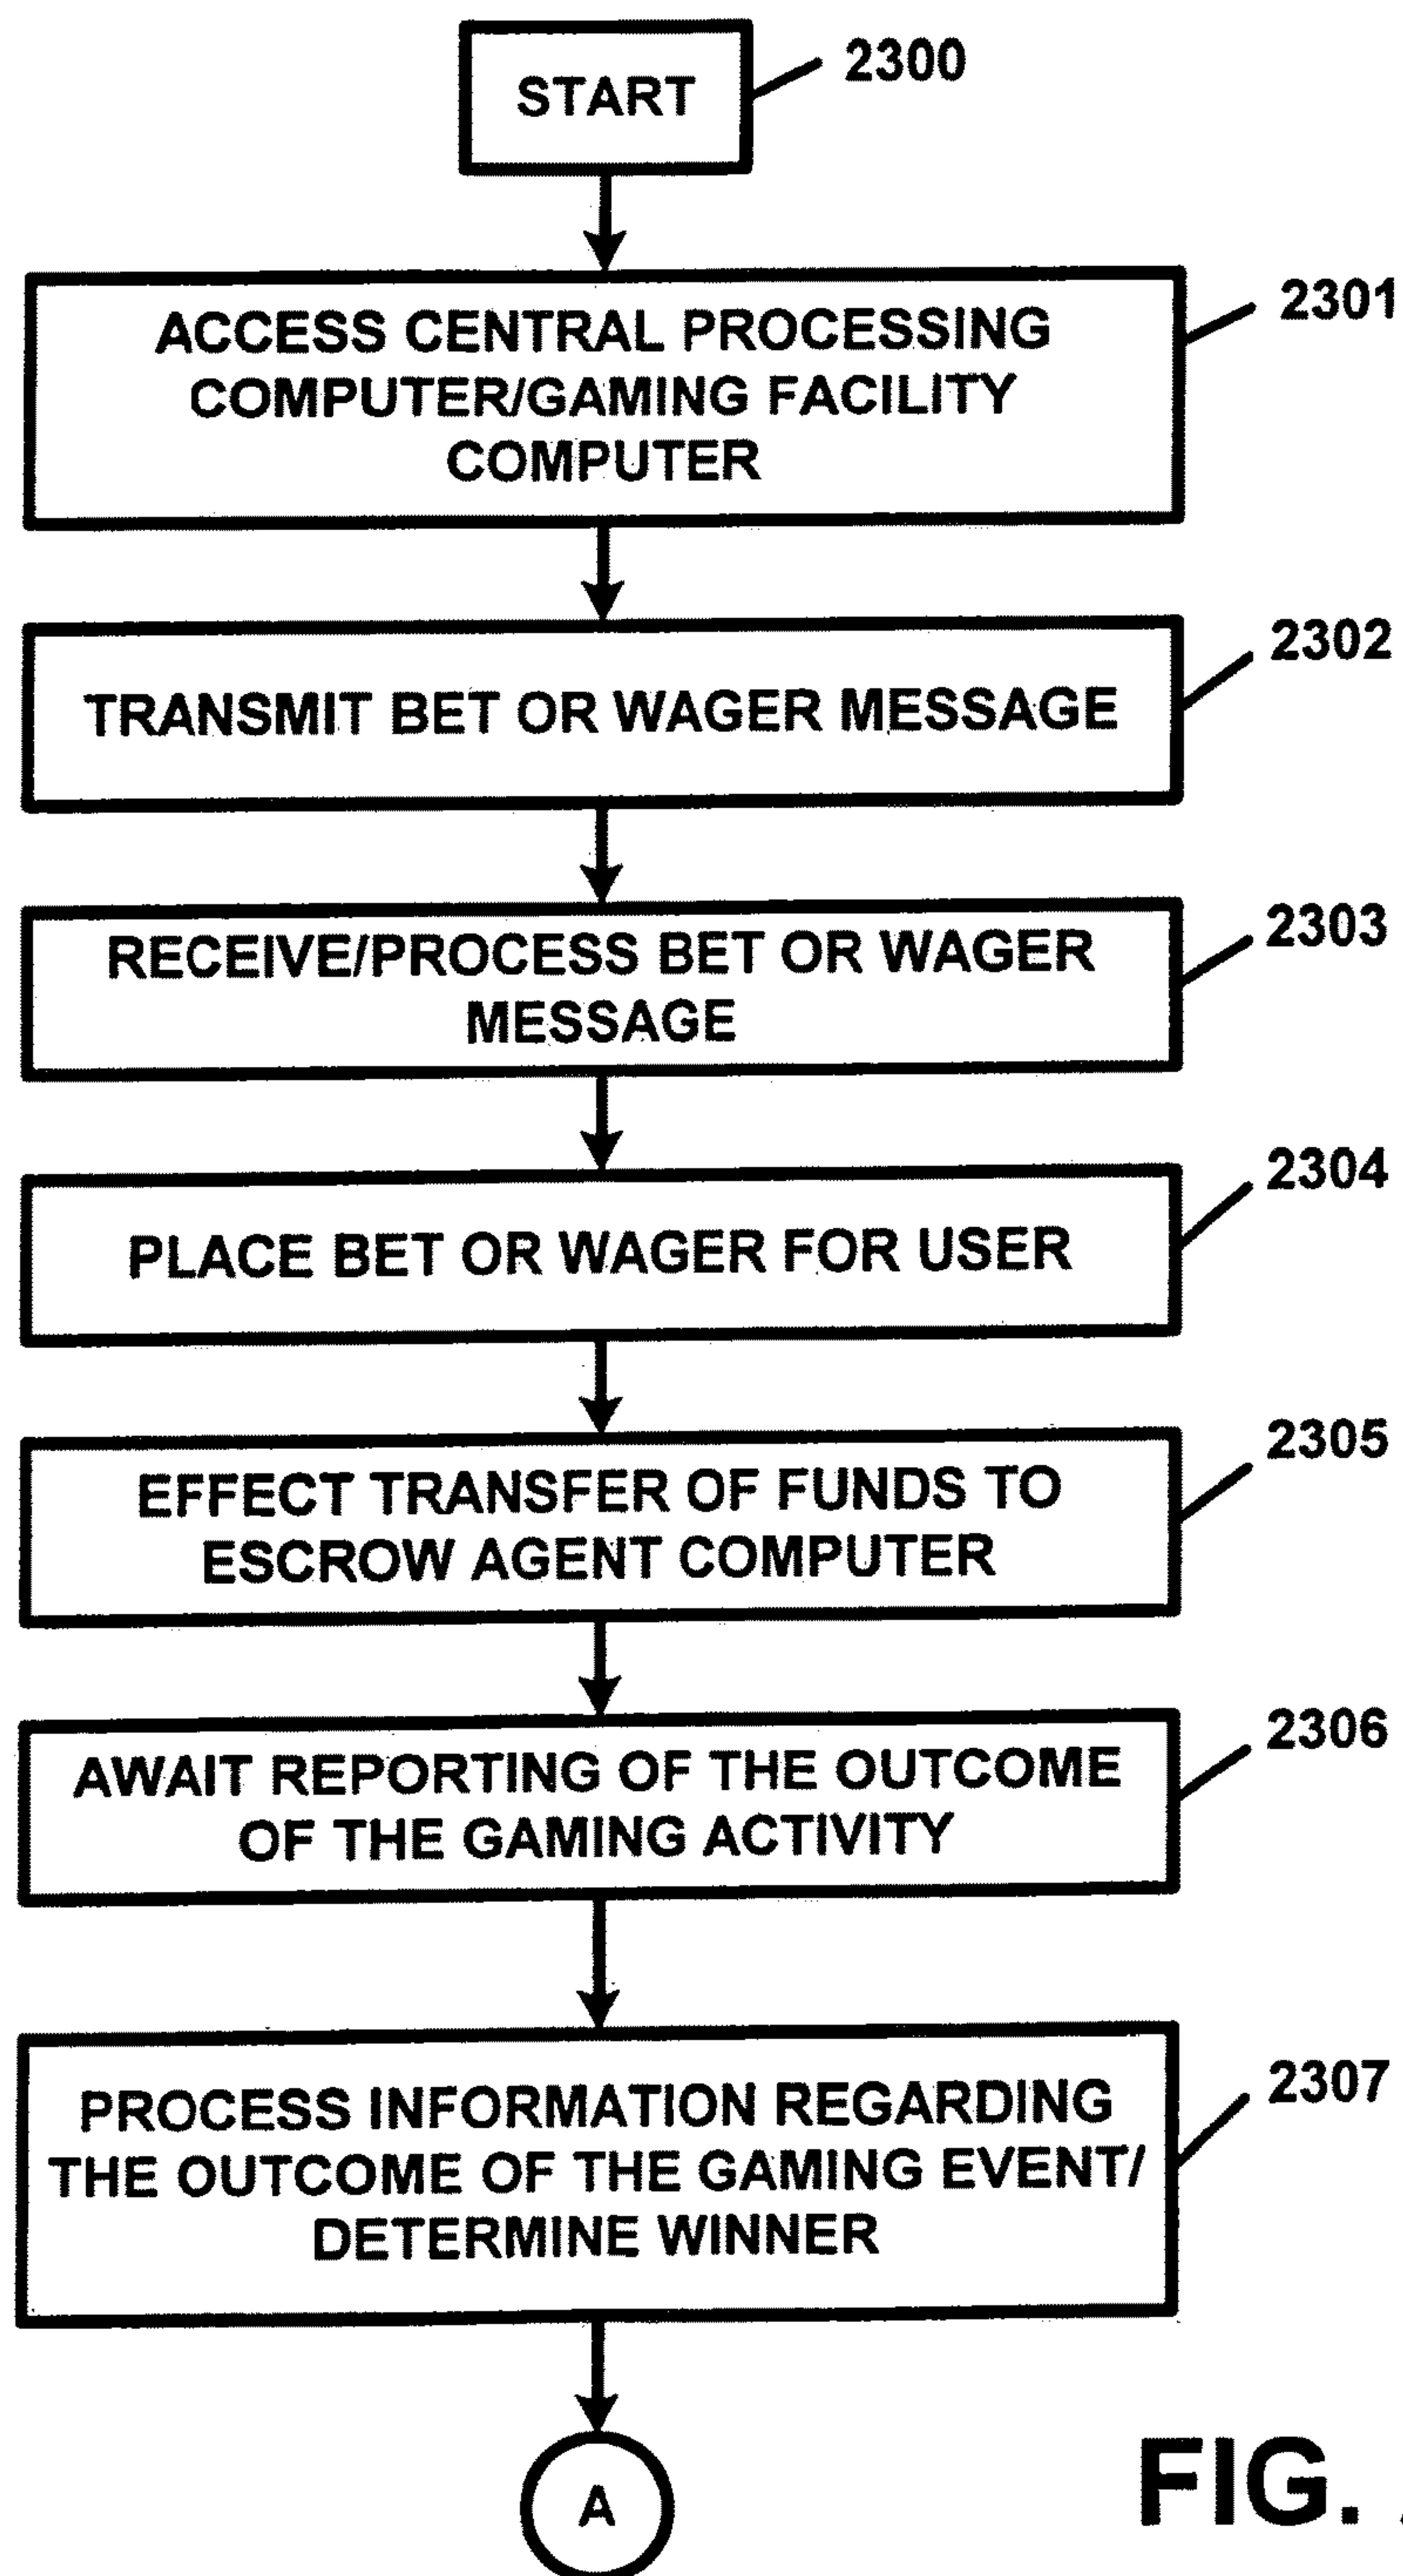 START
2300
ACCESS CENTRAL PROCESSING
COMPUTER/GAMING FACILITY
COMPUTER
2301
TRANSMIT BET OR WAGER MESSAGE
2302
RECEIVE/PROCESS BET OR WAGER
MESSAGE
2303
PLACE BET OR WAGER FOR USER
2304
EFFECT TRANSFER OF FUNDS TO
ESCROW AGENT COMPUTER
2305
AWAIT REPORTING OF THE OUTCOME
OF THE GAMING ACTIVITY
2306
PROCESS INFORMATION REGARDING
THE OUTCOME OF THE GAMING EVENT/
DETERMINE WINNER
2307
A
FIG.